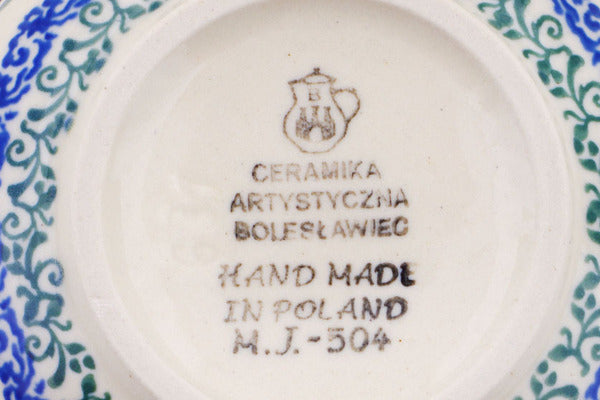 B
CERAMIKA
ARTYSTYCZNA
BOLESŁAWIEC
HAND MADE
IN POLAND
M.J.-504